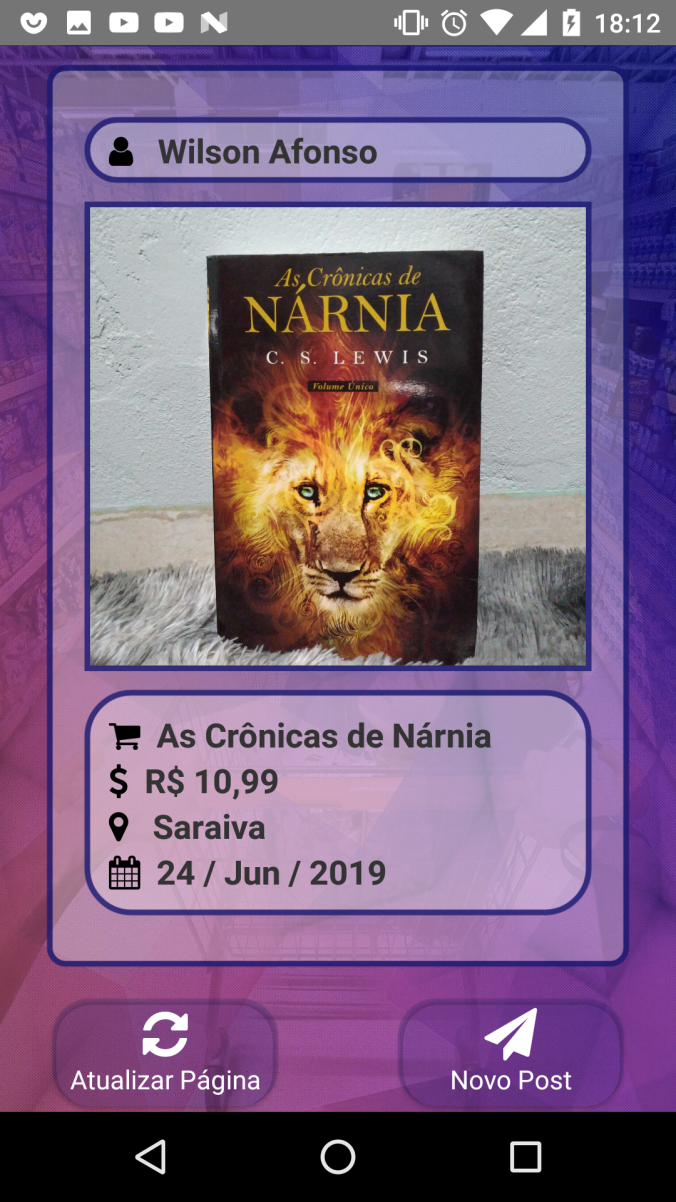 18:12
Wilson Afonso
As Crônicas de
NÁRNIA
C. S. LEWIS
Volume Único
As Crônicas de Nárnia
R$ 10,99
Saraiva
24 / Jun / 2019
Atualizar Página
Novo Post